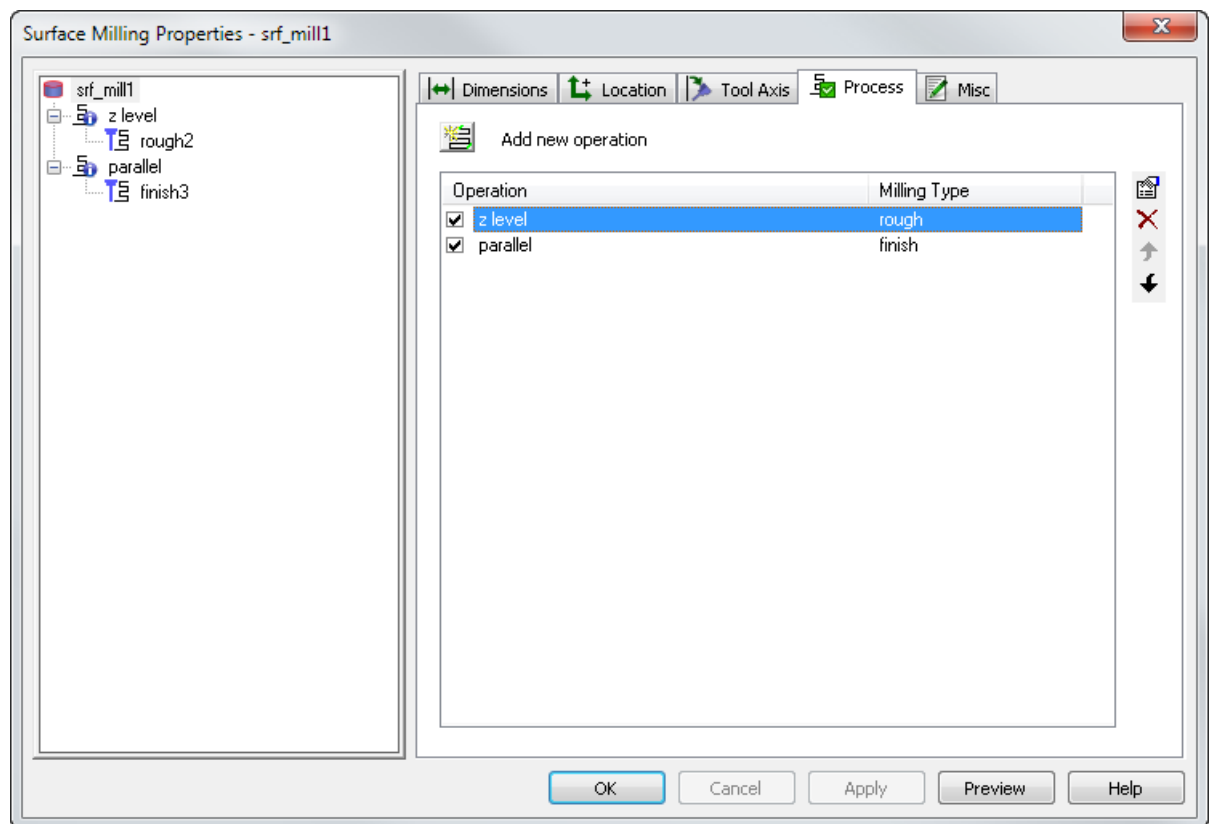 Surface Milling Properties - srf_mill1
srf_mill1
z level
rough2
parallel
finish3
Dimensions Location Tool Axis Process Misc
Add new operation
Operation Milling Type
z level rough
parallel finish
OK Cancel Apply Preview Help